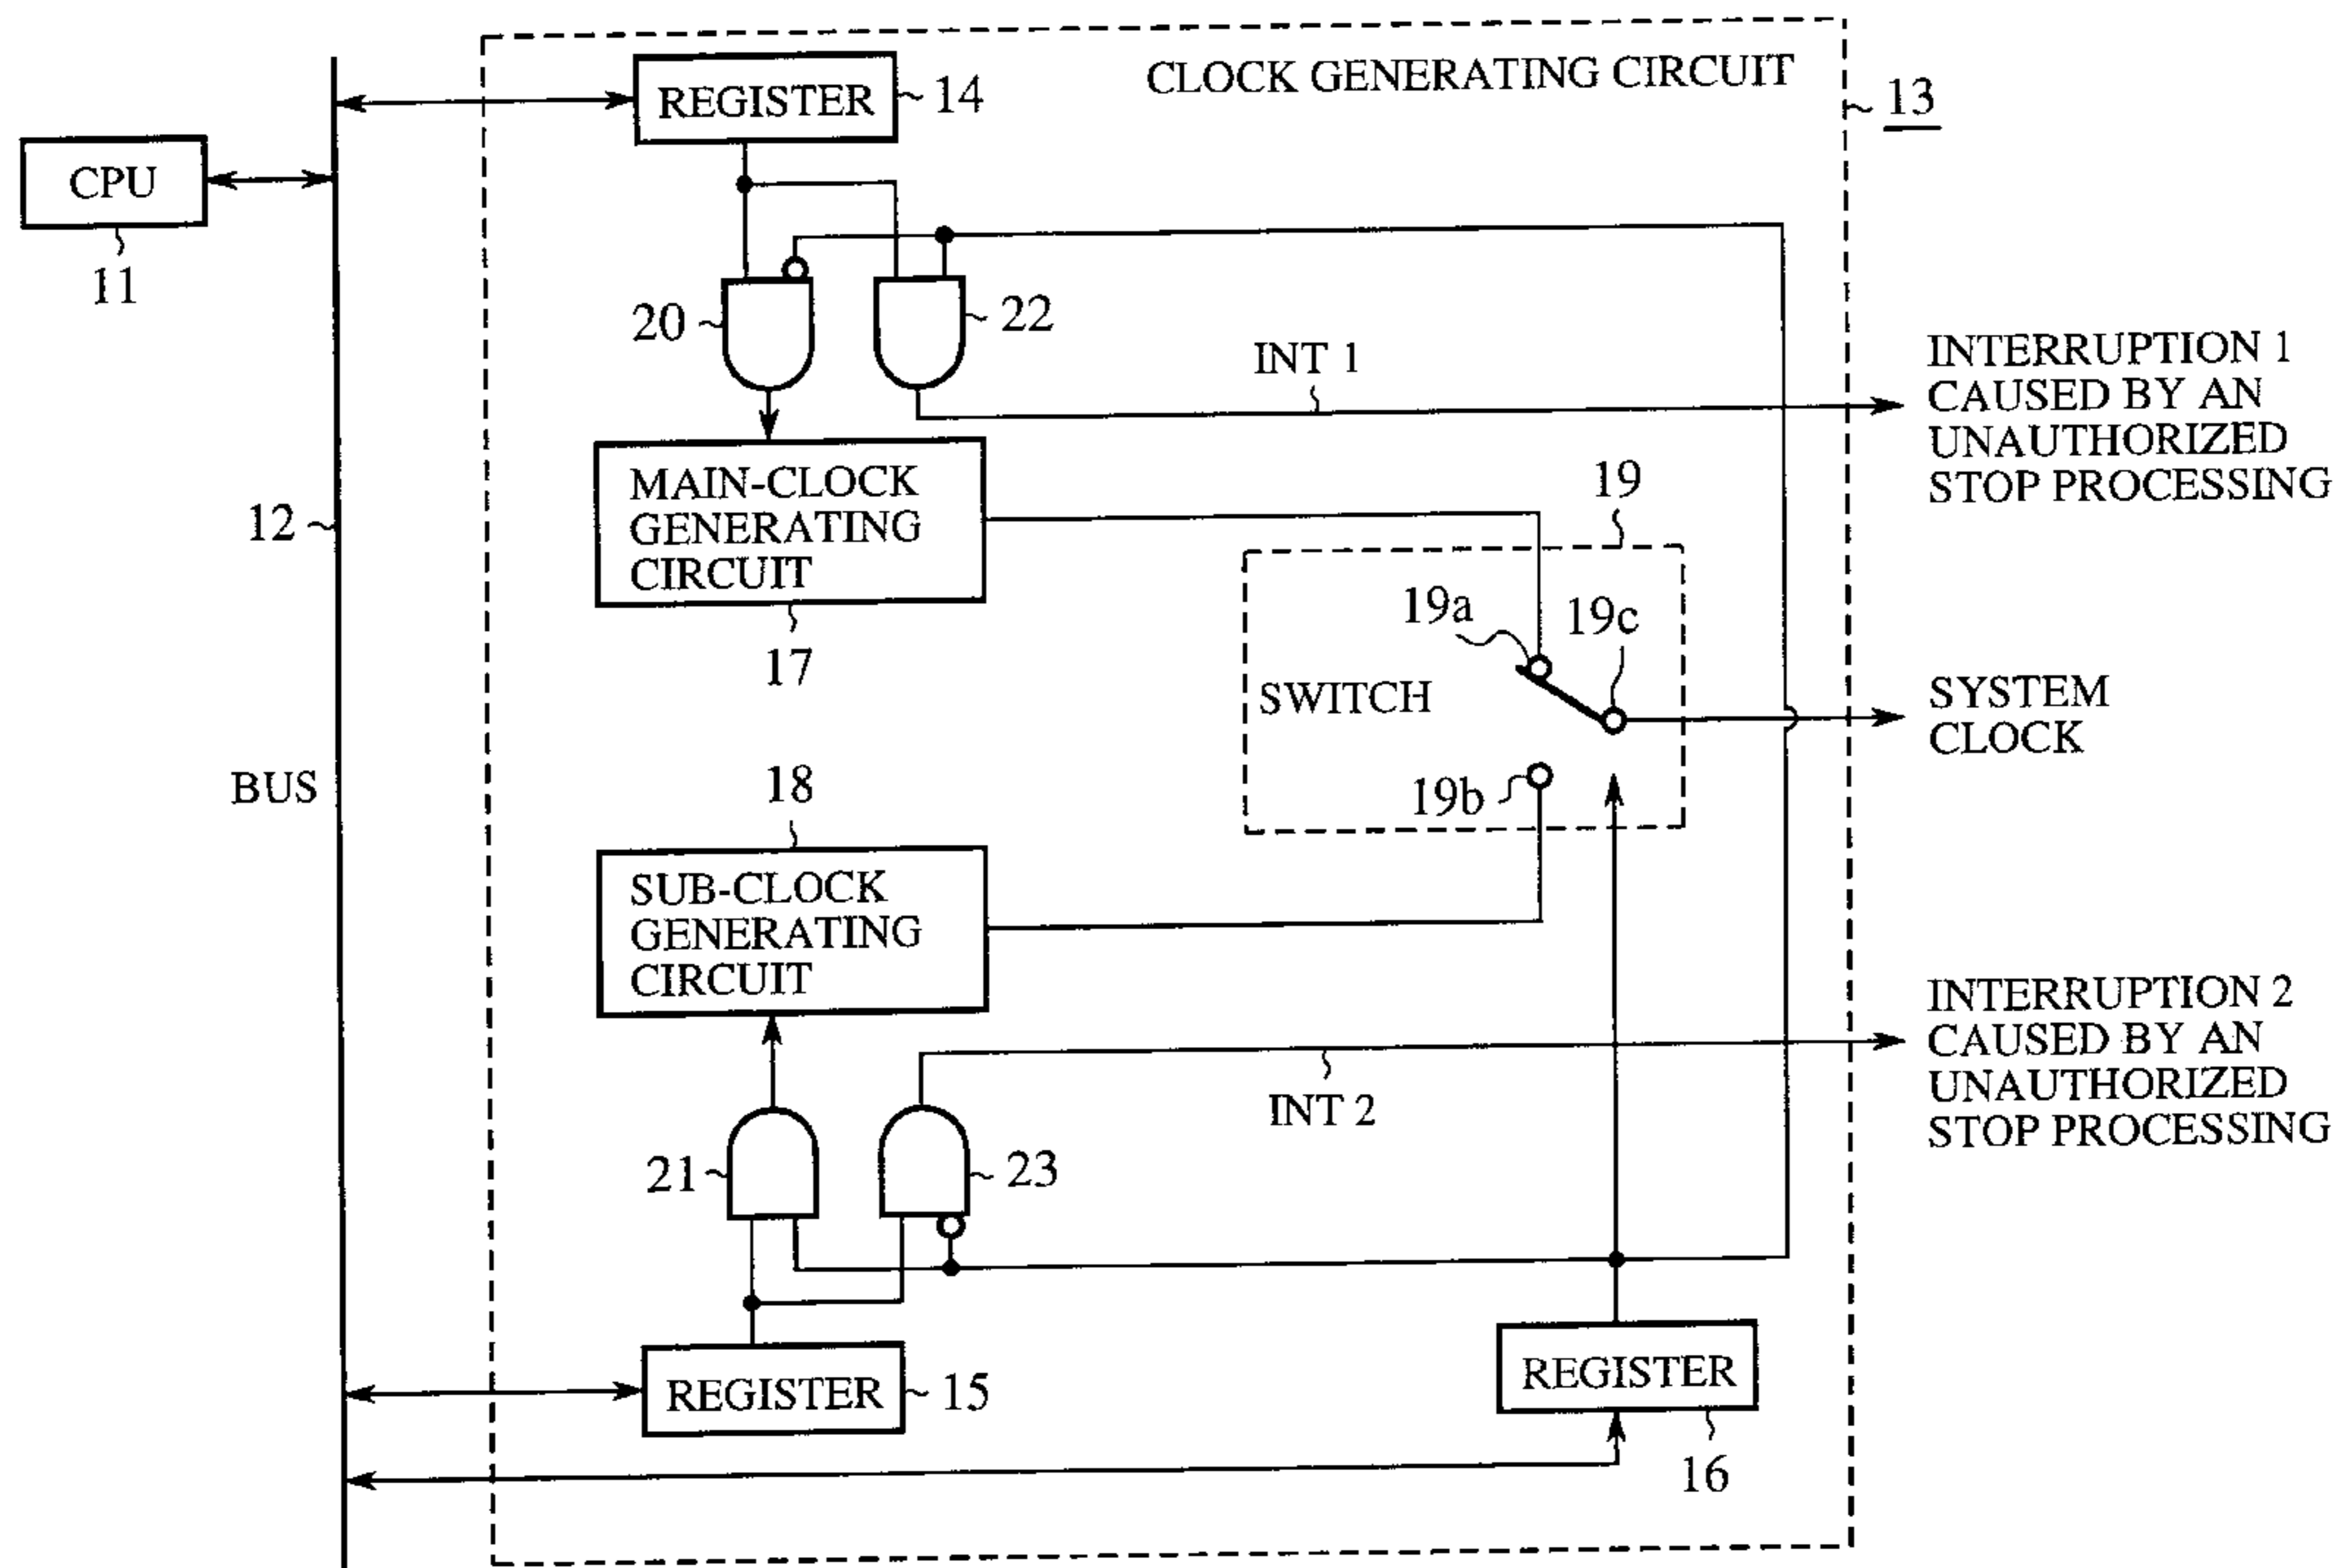 CLOCK GENERATING CIRCUIT
13
REGISTER
14
CPU
11
20
22
INT 1
INTERRUPTION 1
CAUSED BY AN
UNAUTHORIZED
STOP PROCESSING
MAIN-CLOCK
GENERATING
CIRCUIT
17
12
BUS
19
19a
19c
SWITCH
19b
SYSTEM
CLOCK
18
SUB-CLOCK
GENERATING
CIRCUIT
INTERRUPTION 2
CAUSED BY AN
UNAUTHORIZED
STOP PROCESSING
INT 2
21
23
REGISTER
15
REGISTER
16